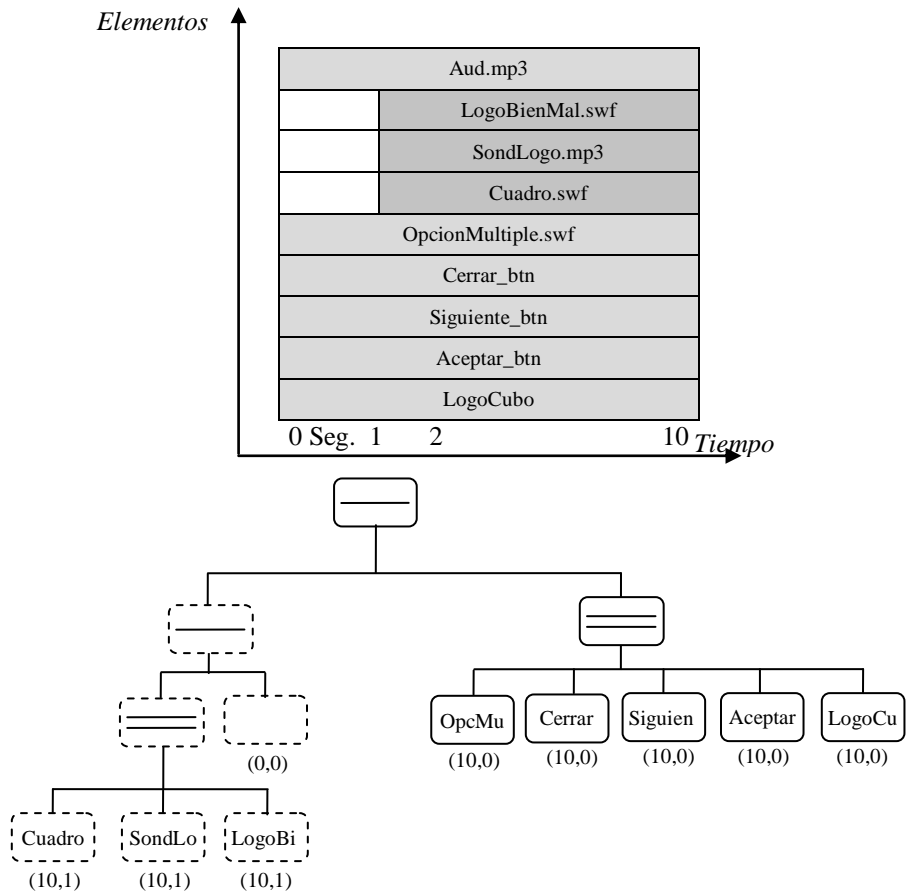 Elementos
Aud.mp3
LogoBienMal.swf
SondLogo.mp3
Cuadro.swf
OpcionMultiple.swf
Cerrar_btn
Siguiente_btn
Aceptar_btn
LogoCubo
0 Seg. 1 2 10 Tiempo
OpcMu Cerrar Siguien Aceptar LogoCu
(10,0) (10,0) (10,0) (10,0) (10,0)
(0,0)
Cuadro SondLo LogoBi
(10,1) (10,1) (10,1)